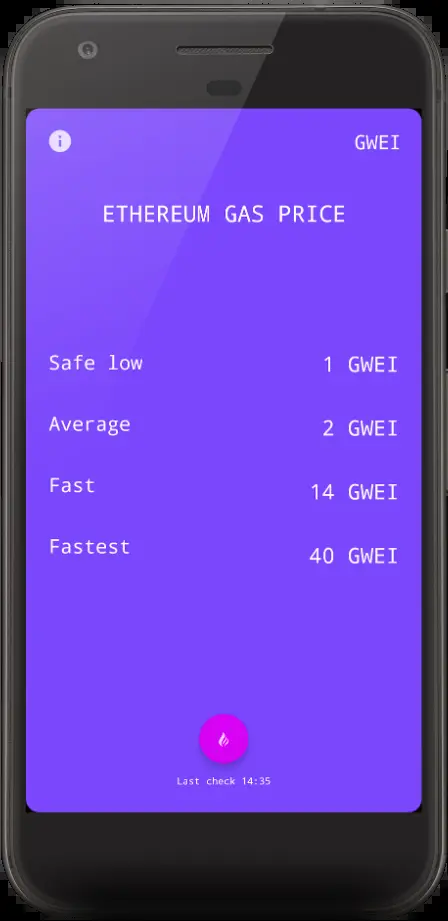 GWEI
ETHEREUM GAS PRICE
Safe low 1 GWEI
Average 2 GWEI
Fast 14 GWEI
Fastest 40 GWEI
Last check 14:35